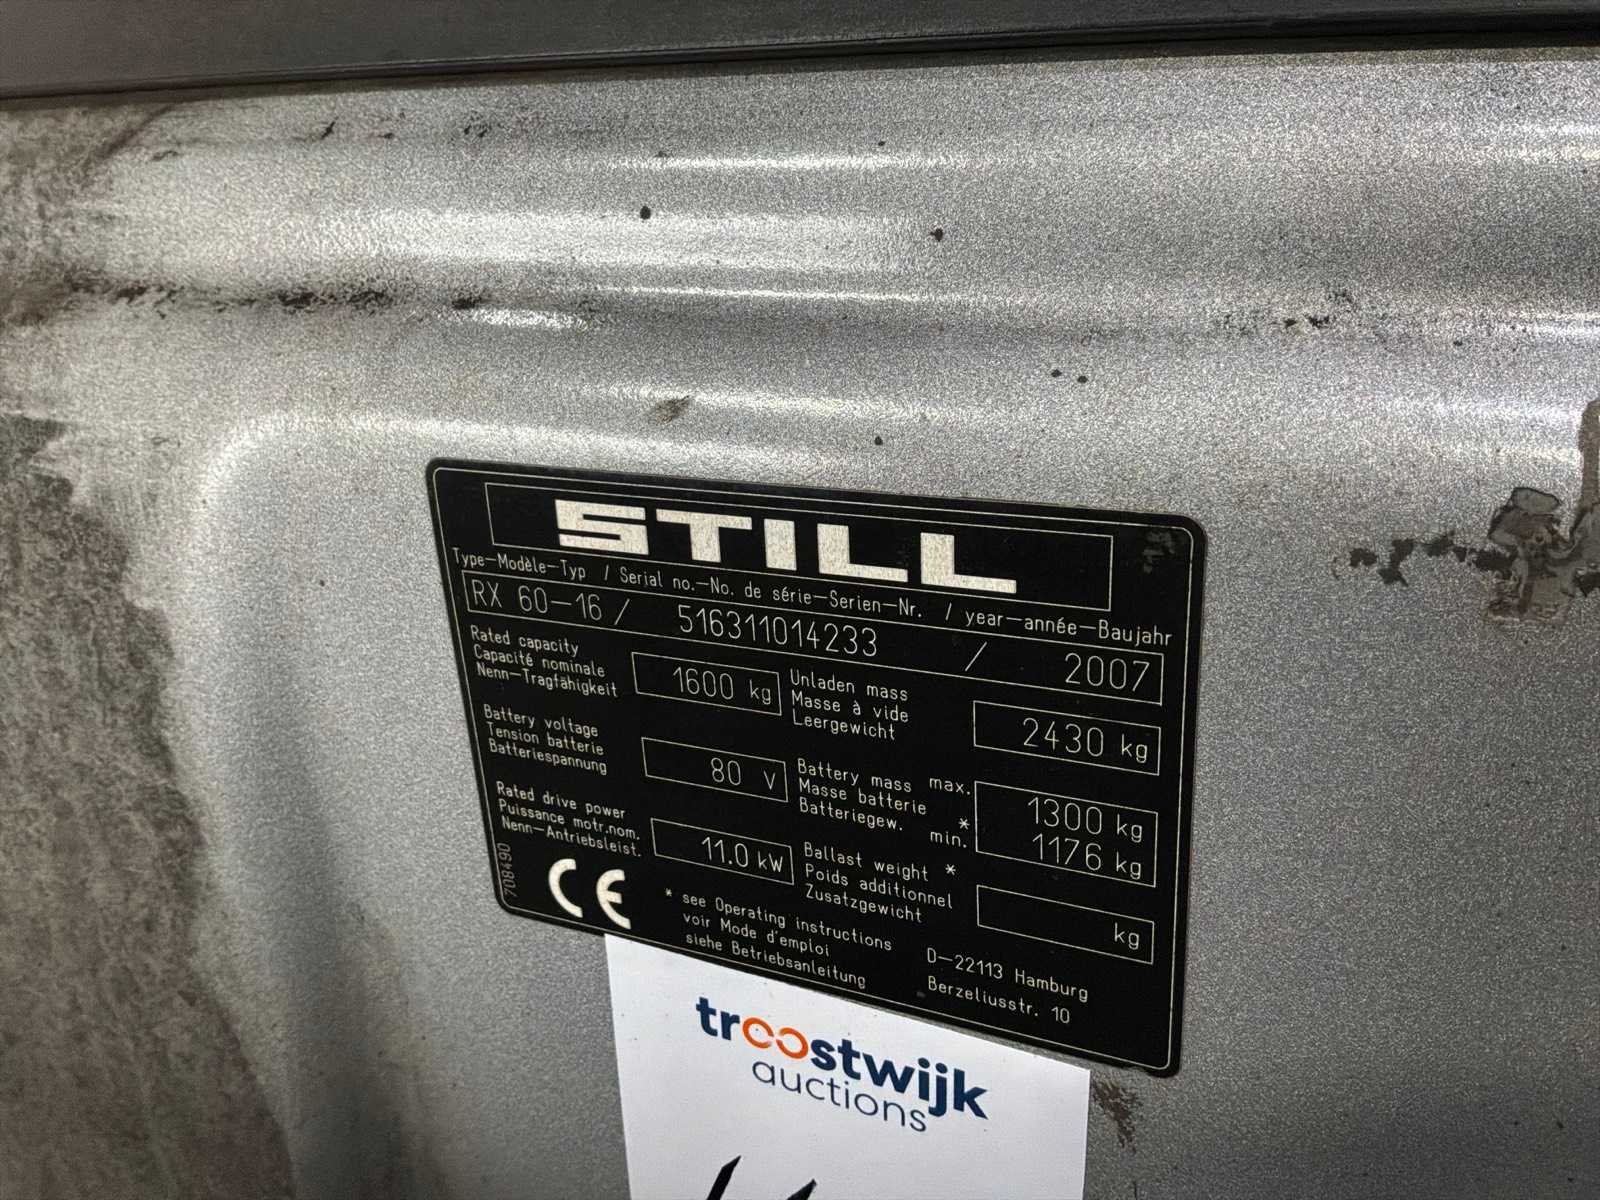 STILL
Type-Modèle-Typ / Serial no.-No. de série-Serien-Nr. / year-année-Baujahr
RX 60-16 / 516311014233 / 2007
Rated capacity
Capacité nominale
Nenn-Tragfähigkeit
1600 kg
Unladen mass
Masse à vide
Leergewicht
2430 kg
Battery voltage
Tension batterie
Batteriespannung
80 V
Battery mass max.
Masse batterie *
Batteriegew. min.
1300 kg
1176 kg
Rated drive power
Puissance motr.nom.
Nenn-Antriebsleist.
11.0 kW
Ballast weight *
Poids additionnel
Zusatzgewicht
kg
708490
CE
* see Operating instructions
voir Mode d'emploi
siehe Betriebsanleitung
D-22113 Hamburg
Berzeliusstr. 10
troostwijk
auctions